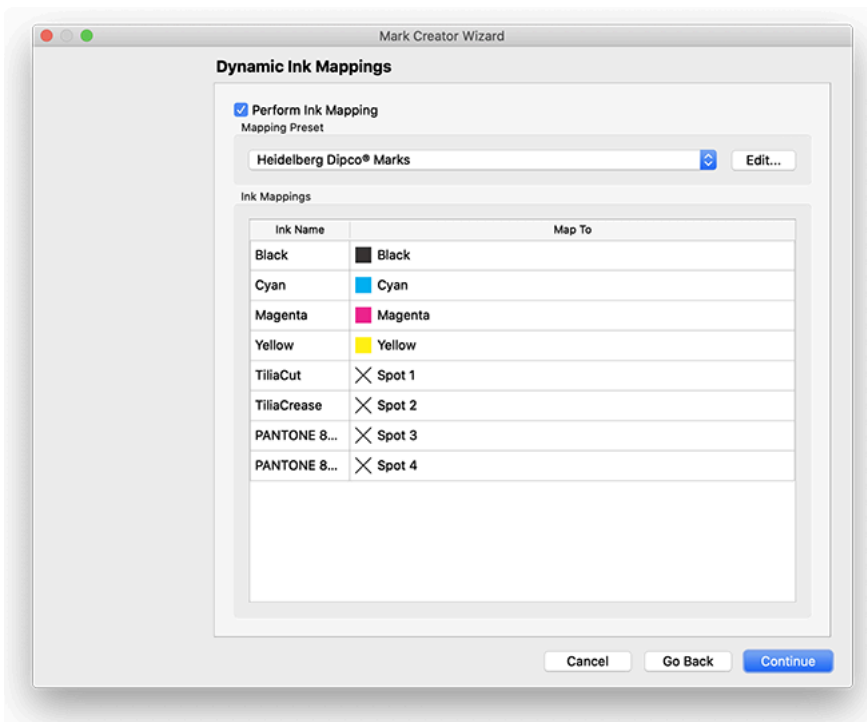 Mark Creator Wizard
Dynamic Ink Mappings
Perform Ink Mapping
Mapping Preset
Heidelberg Dipco® Marks
Edit...
Ink Mappings
Ink Name Map To
Black Black
Cyan Cyan
Magenta Magenta
Yellow Yellow
TiliaCut Spot 1
TiliaCrease Spot 2
PANTONE 8... Spot 3
PANTONE 8... Spot 4
Cancel Go Back Continue